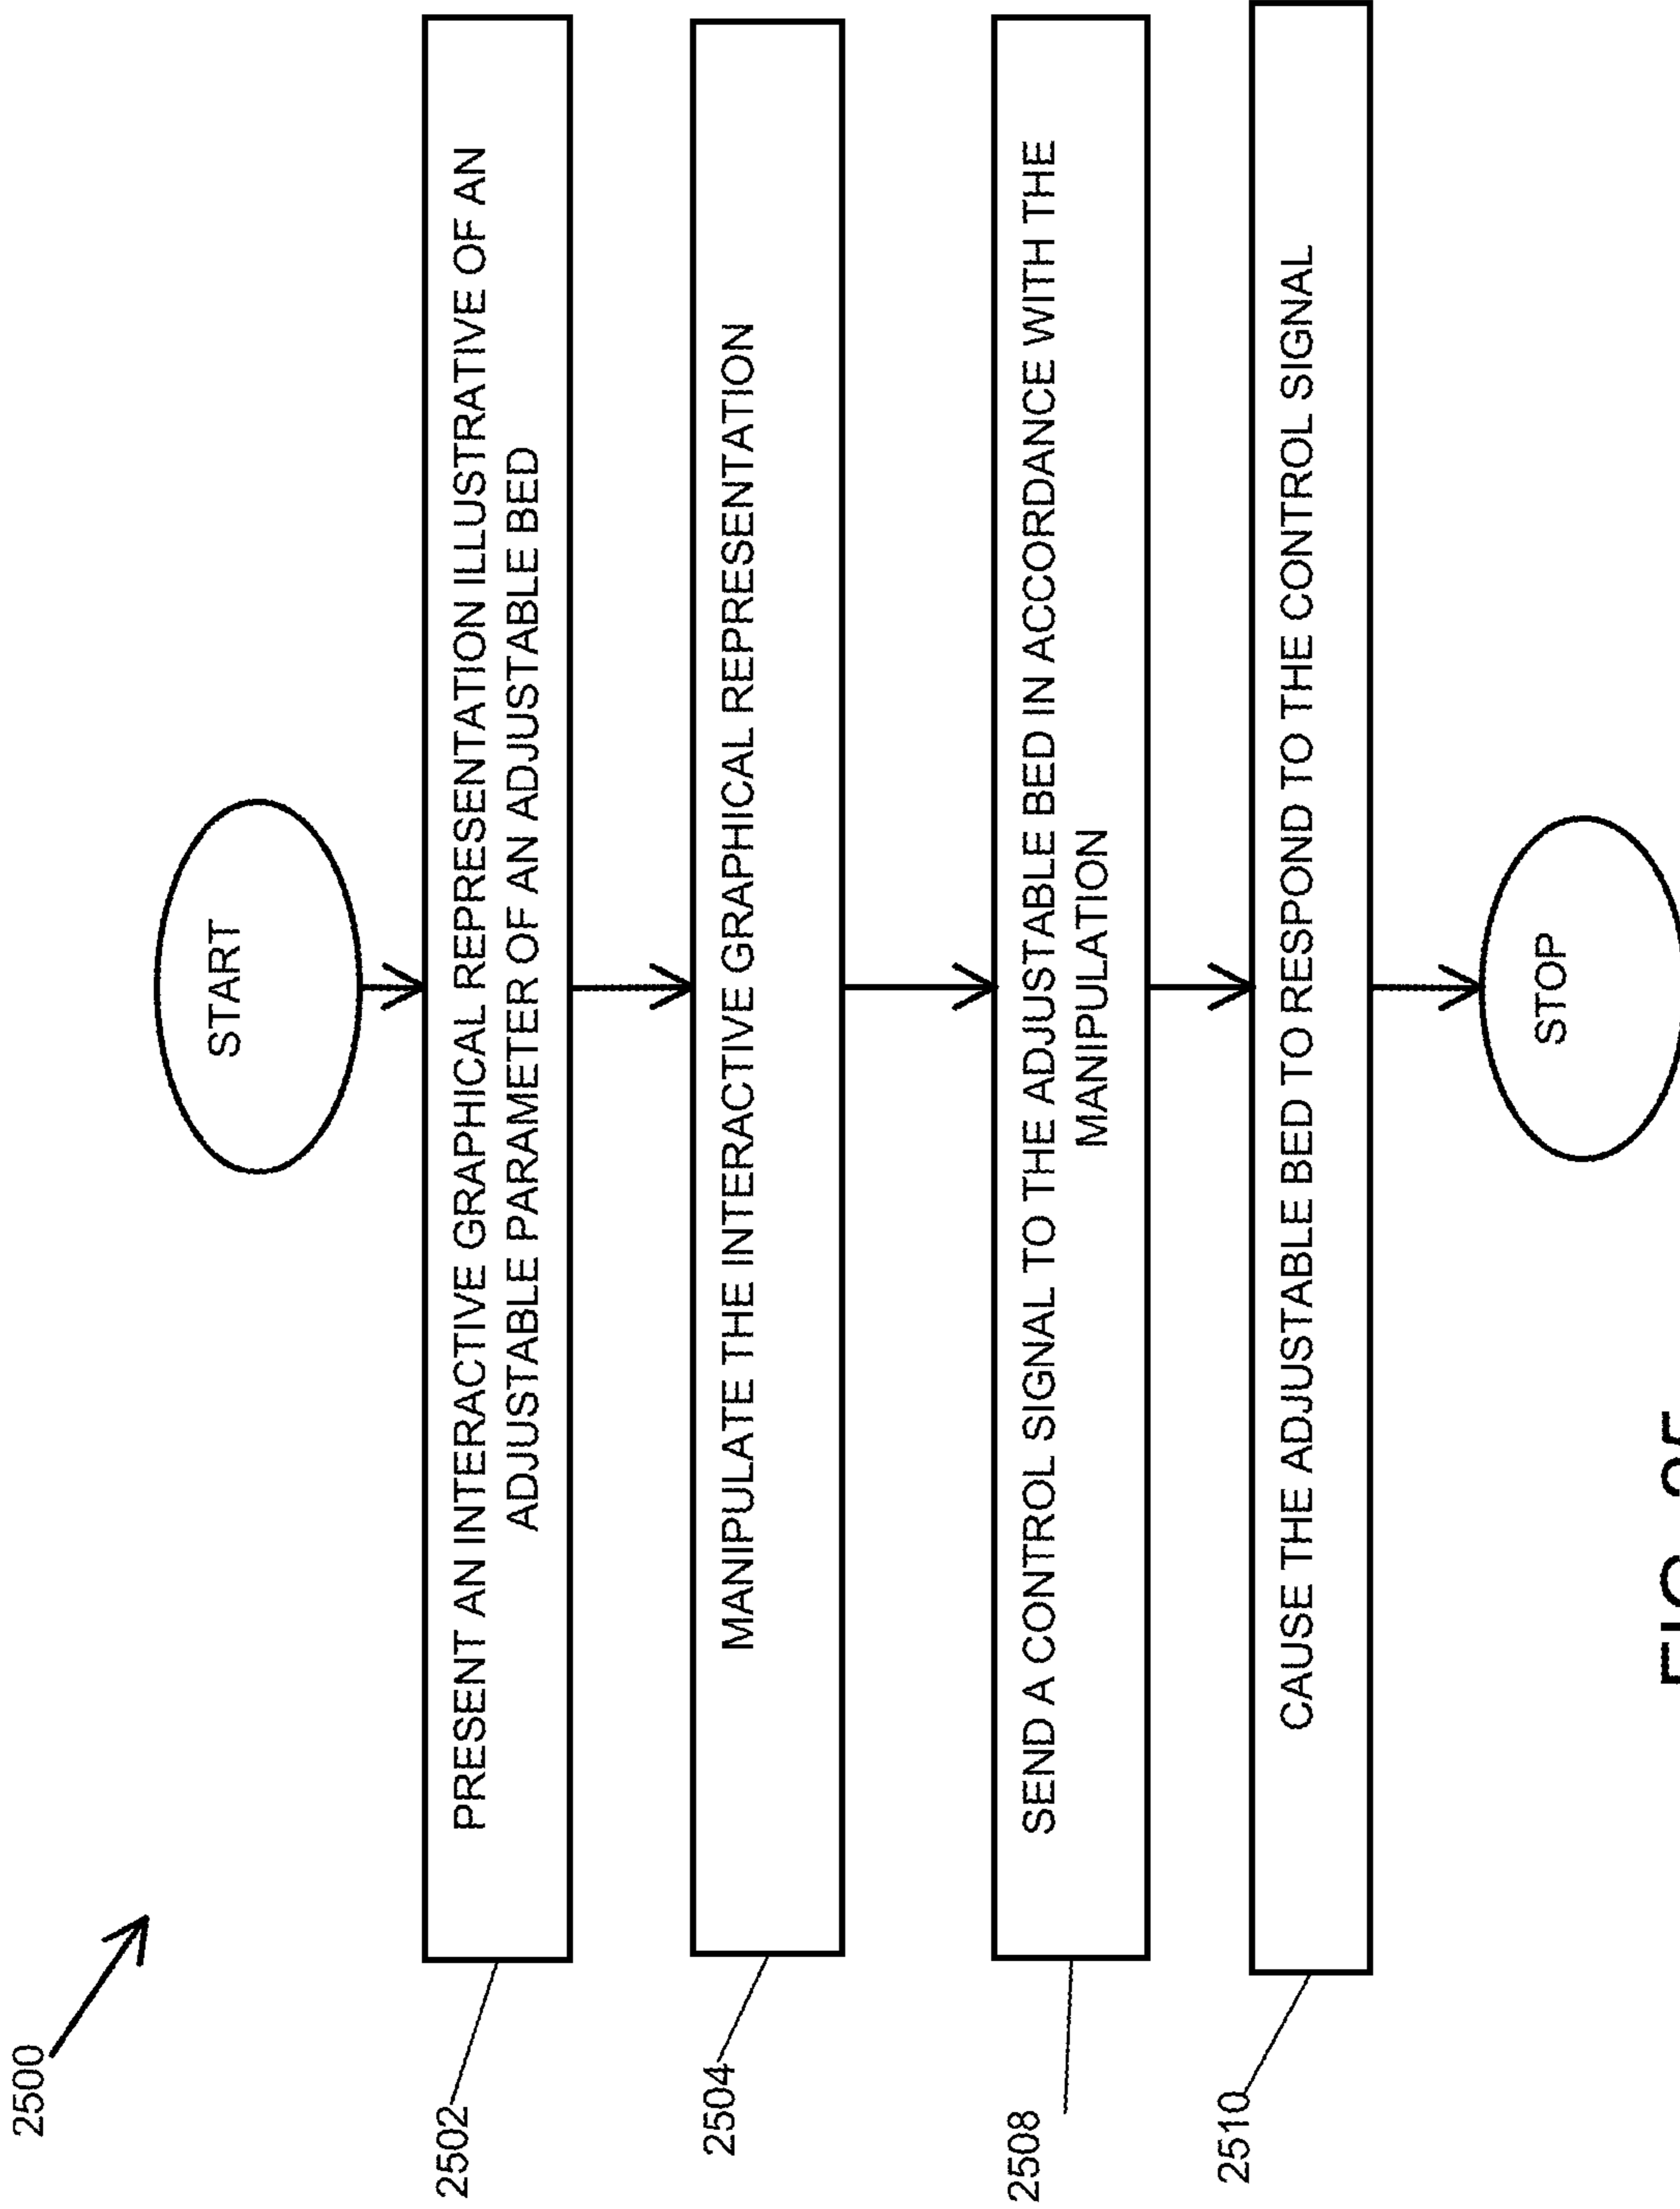 2500
START
2502
PRESENT AN INTERACTIVE GRAPHICAL REPRESENTATION ILLUSTRATIVE OF AN
ADJUSTABLE PARAMETER OF AN ADJUSTABLE BED
2504
MANIPULATE THE INTERACTIVE GRAPHICAL REPRESENTATION
2508
SEND A CONTROL SIGNAL TO THE ADJUSTABLE BED IN ACCORDANCE WITH THE
MANIPULATION
2510
CAUSE THE ADJUSTABLE BED TO RESPOND TO THE CONTROL SIGNAL
STOP